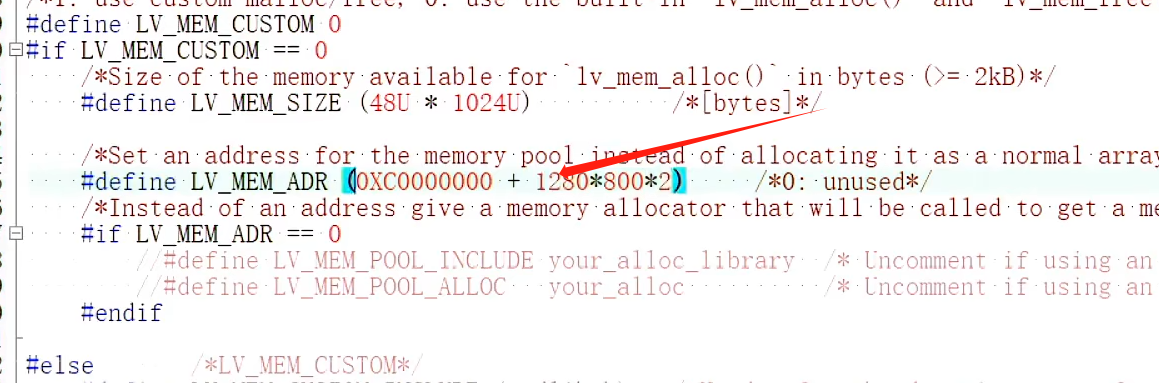 /*1: use custom malloc/free, 0: use the built in `lv_mem_alloc()` and `lv_mem_free
#define LV_MEM_CUSTOM 0
#if LV_MEM_CUSTOM == 0
/*Size of the memory available for `lv_mem_alloc()` in bytes (>= 2kB)*/
#define LV_MEM_SIZE (48U * 1024U) /*[bytes]*/
/*Set an address for the memory pool instead of allocating it as a normal array
#define LV_MEM_ADR (0XC0000000 + 1280*800*2) /*0: unused*/
/*Instead of an address give a memory allocator that will be called to get a me
#if LV_MEM_ADR == 0
//#define LV_MEM_POOL_INCLUDE your_alloc_library /* Uncomment if using an
//#define LV_MEM_POOL_ALLOC your_alloc /* Uncomment if using an
#endif
#else /*LV_MEM_CUSTOM*/